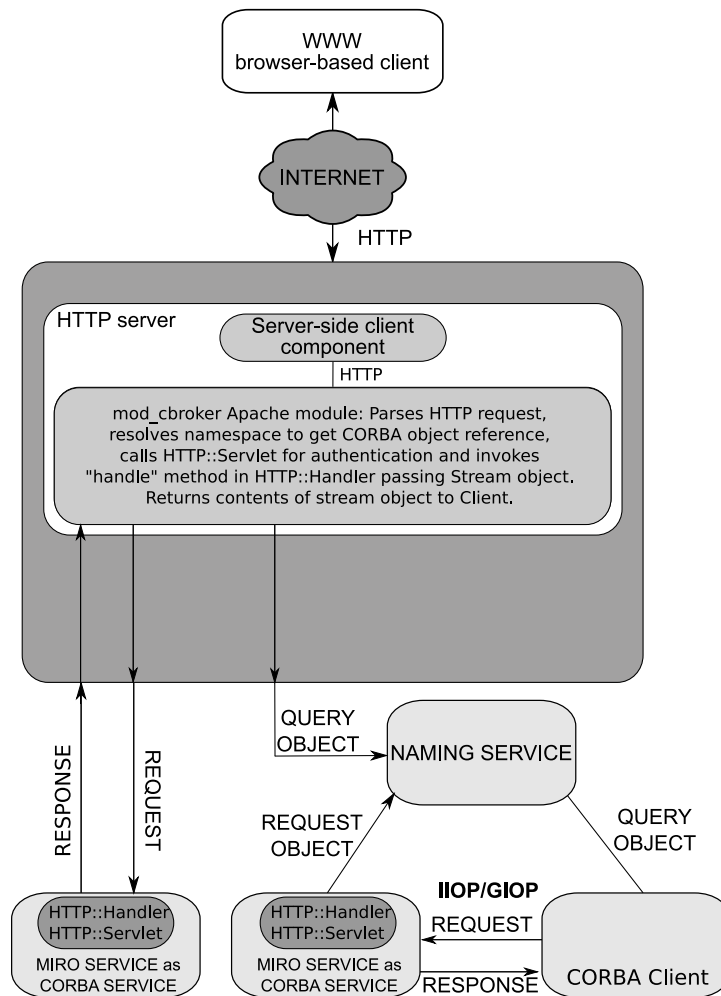 WWW
browser-based client
INTERNET
HTTP
HTTP server
Server-side client
component
HTTP
mod_cbroker Apache module: Parses HTTP request,
resolves namespace to get CORBA object reference,
calls HTTP::Servlet for authentication and invokes
"handle" method in HTTP::Handler passing Stream object.
Returns contents of stream object to Client.
RESPONSE
REQUEST
QUERY
OBJECT
NAMING SERVICE
REQUEST
OBJECT
QUERY
OBJECT
IIOP/GIOP
REQUEST
RESPONSE
HTTP::Handler
HTTP::Servlet
MIRO SERVICE as
CORBA SERVICE
HTTP::Handler
HTTP::Servlet
MIRO SERVICE as
CORBA SERVICE
CORBA Client